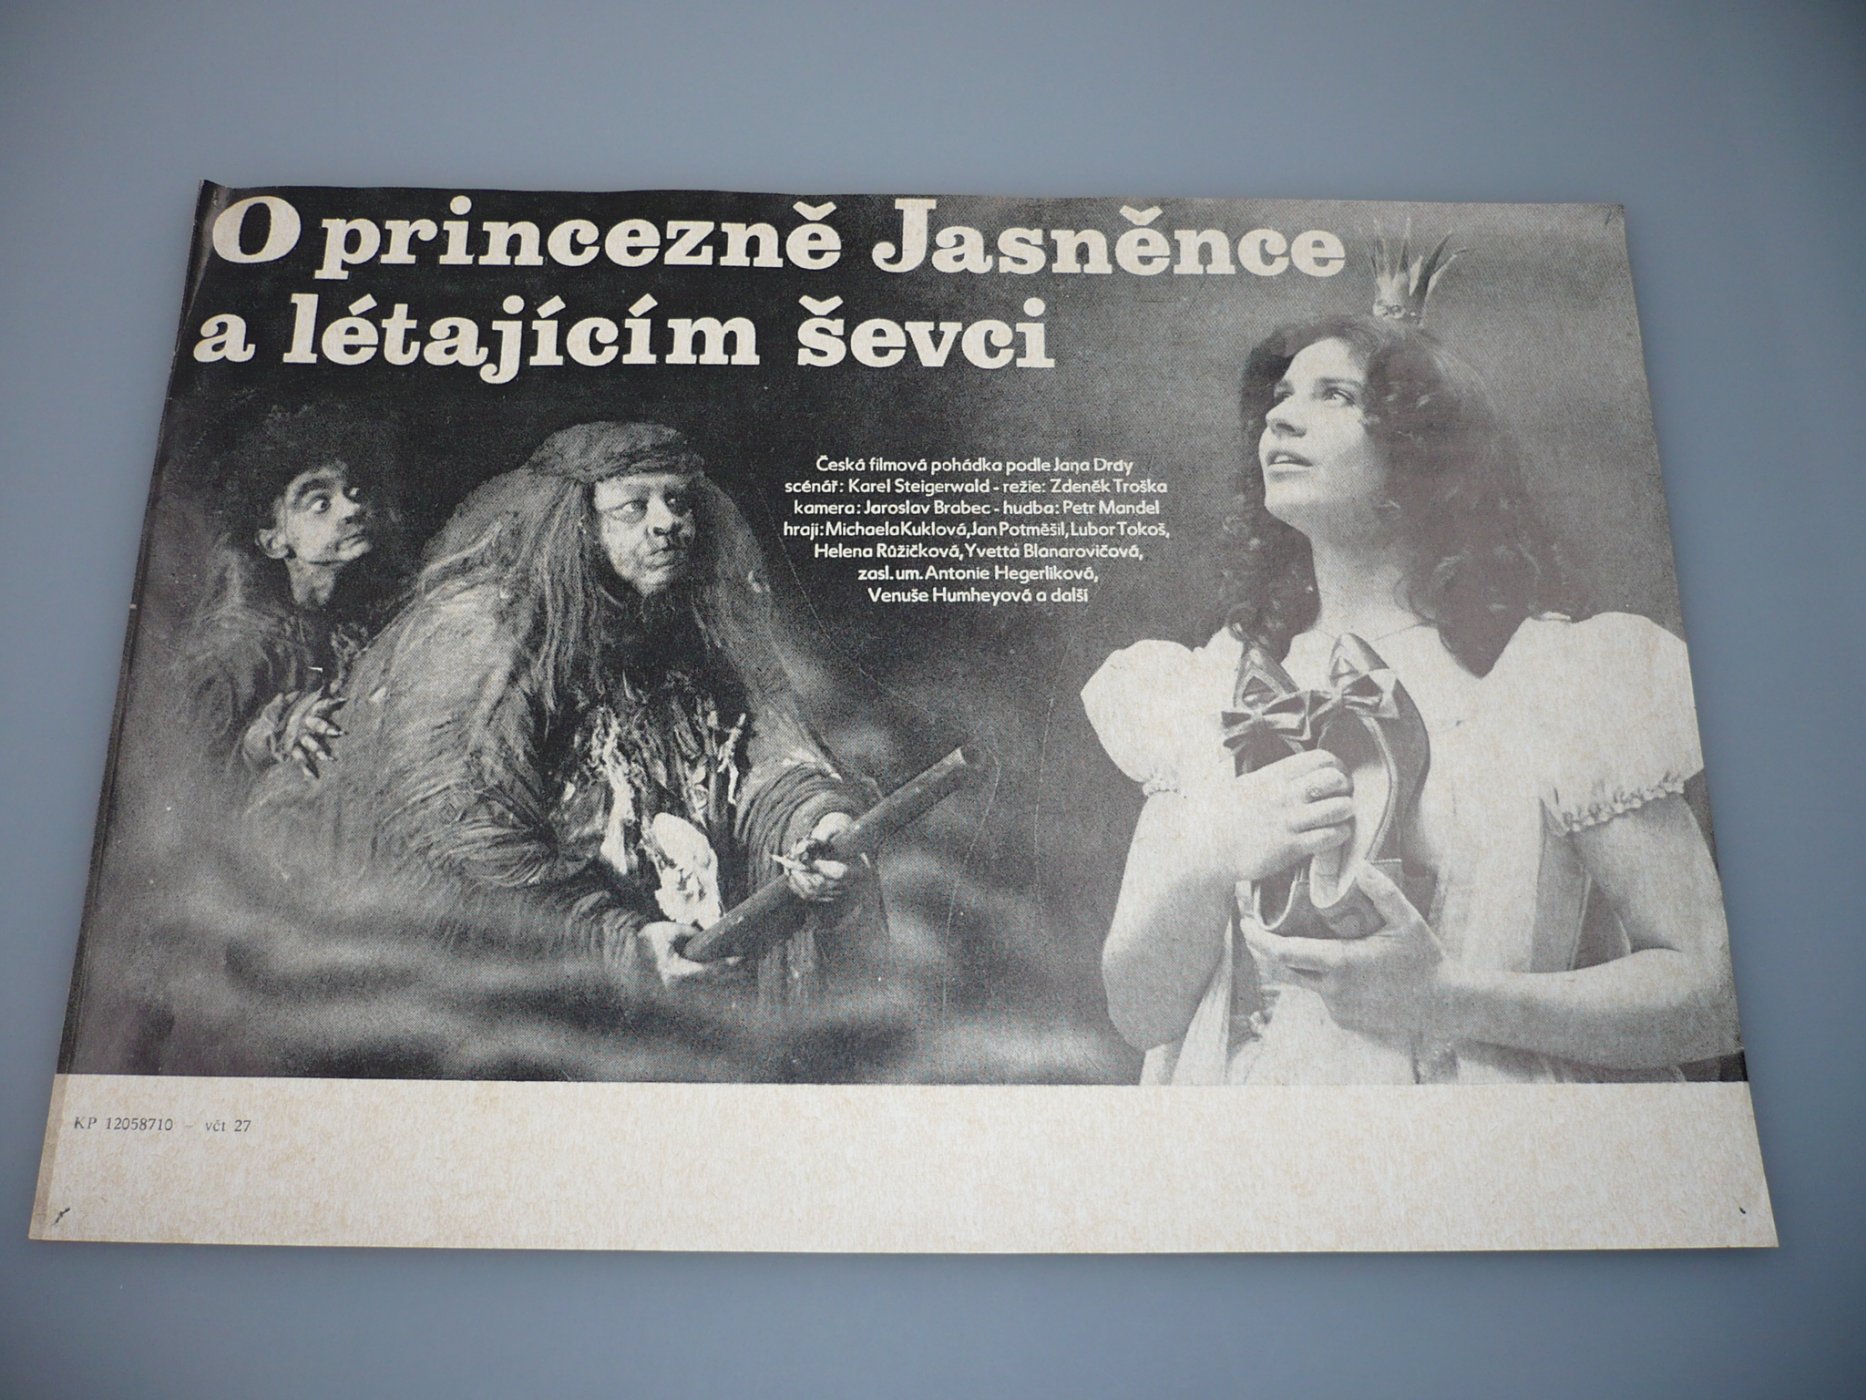 O princezně Jasněnce
a létajícím ševci
Česká filmová pohádka podle Jana Drdy
scénář: Karel Steigerwald - režie: Zdeněk Troška
kamera: Jaroslav Brabec - hudba: Petr Mandel
hrají: Michaela Kuklová, Jan Potměšil, Lubor Tokoš,
Helena Růžičková, Yvetta Blanarovičová,
zasl. um. Antonie Hegerlíková,
Venuše Humheyová a další
KP 12058710 - včt 27